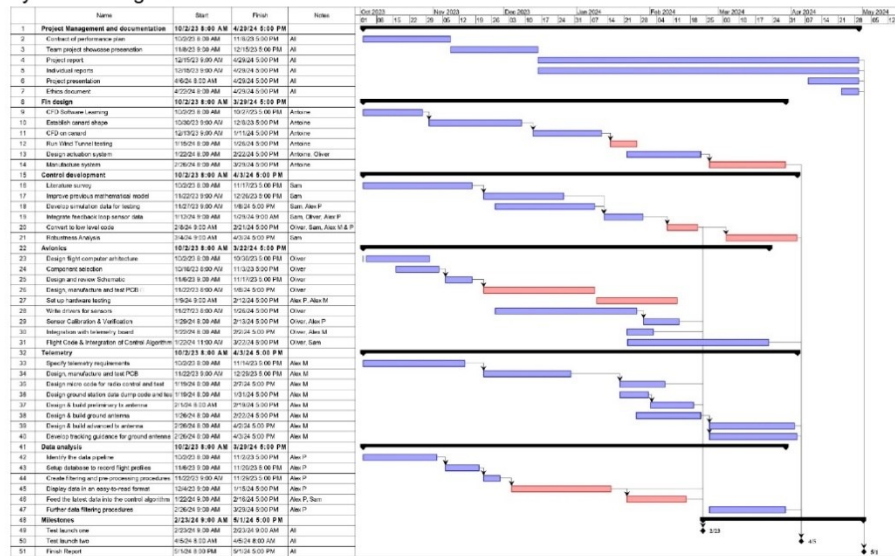 Name Start Finish Notes
Oct 2023 Nov 2023 Dec 2023 Jan 2024 Feb 2024 Mar 2024 Apr 2024 May 2024
1 Project Management and documentation 10/2/23 8:00 AM 4/29/24 5:00 PM
2 Contract of performance plan 10/2/23 8:00 AM 11/8/23 5:00 PM All
3 Team project showcase presenation 11/8/23 9:00 AM 12/15/23 5:00 PM All
4 Project report 12/15/23 9:00 AM 4/29/24 5:00 PM All
5 Individual reports 4/29/24 5:00 PM All
6 Project presentation 4/29/24 5:00 PM All
7 Ethics document 4/22/24 9:00 AM 4/29/24 5:00 PM All
8 Fin design 10/2/23 8:00 AM 3/29/24 5:00 PM
9 CFD Software Learning 10/2/23 8:00 AM 10/27/23 5:00 PM Antoine
10 Establish canard shape 10/30/23 9:00 AM 12/8/23 5:00 PM Antoine
11 CFD on canard 12/13/23 9:00 AM 1/11/24 5:00 PM Antoine
12 Run Wind Tunnel testing 1/15/24 8:00 AM 1/26/24 5:00 PM Antoine
13 Design actuation system 1/22/24 8:00 AM 2/22/24 5:00 PM Antoine, Oliver
14 Manufacture system 2/26/24 8:00 AM 3/29/24 5:00 PM Antoine
15 Control development 10/2/23 8:00 AM 4/3/24 5:00 PM
16 Literature survey 10/2/23 8:00 AM 11/17/23 5:00 PM Sam
17 Improve previous mathematical model 11/22/23 9:00 AM 12/26/23 5:00 PM Sam
18 Develop simulation data for testing 11/27/23 8:00 AM 1/8/24 5:00 PM Sam, Alex P
19 Integrate feedback loop sensor data 1/12/24 9:00 AM 1/29/24 9:00 AM Sam, Oliver, Alex P
20 Convert to low level code 2/8/24 9:00 AM 2/21/24 5:00 PM Oliver, Sam, Alex M & P
21 Robustness Analysis 3/4/24 9:00 AM 4/3/24 5:00 PM Sam
22 Avionics 10/2/23 8:00 AM 3/22/24 5:00 PM
23 Design flight computer arhitecture 10/2/23 8:00 AM 10/30/23 5:00 PM Oliver
24 Component selection 10/16/23 8:00 AM 11/3/23 5:00 PM Oliver
25 Design and review Schematic 11/6/23 9:00 AM 11/17/23 5:00 PM Oliver
26 Design, manufacture and test PCB 11/22/23 8:00 AM 1/8/24 5:00 PM Oliver
27 Set up hardware testing 1/9/24 9:00 AM 2/12/24 5:00 PM Alex P, Alex M
28 Write drivers for sensors 11/27/23 8:00 AM 1/26/24 5:00 PM Oliver
29 Sensor Calibration & Verification 1/29/24 9:00 AM 2/13/24 5:00 PM Oliver, Alex P
30 Integration with telemetry board 1/22/24 9:00 AM 2/2/24 5:00 PM Oliver, Alex M
31 Flight Code & Intergration of Control Algorithm 1/22/24 11:00 AM 3/22/24 5:00 PM Oliver, Sam
32 Telemetry 10/2/23 8:00 AM 4/3/24 5:00 PM
33 Specify telemetry requirements 10/2/23 8:00 AM 11/14/23 5:00 PM Alex M
34 Design, manufacture and test PCB 11/22/23 9:00 AM 12/29/23 5:00 PM Alex M
35 Design micro code for radio control and test 1/19/24 8:00 AM 2/7/24 5:00 PM Alex M
36 Design ground station data dump code and tes 1/19/24 8:00 AM 1/31/24 5:00 PM Alex M
37 Design & build preliminary tx antenna 2/1/24 9:00 AM 2/19/24 5:00 PM Alex M
38 Design & build ground antenna 1/26/24 8:00 AM 2/22/24 5:00 PM Alex M
39 Design & build advanced tx antenna 2/26/24 8:00 AM 4/2/24 5:00 PM Alex M
40 Develop tracking guidance for ground antenna 2/26/24 8:00 AM 4/3/24 5:00 PM Alex M
41 Data analysis 10/2/23 8:00 AM 3/29/24 5:00 PM
42 Identify the data pipeline 10/2/23 8:00 AM 11/2/23 5:00 PM Alex P
43 Setup database to record flight profiles 11/6/23 9:00 AM 11/20/23 5:00 PM Alex P
44 Create filtering and pre-processing procedures 11/22/23 9:00 AM 11/29/23 5:00 PM Alex P
45 Display data in an easy-to-read format 12/4/23 9:00 AM 1/15/24 5:00 PM Alex P
46 Feed the latest data into the control algorithm 1/22/24 9:00 AM 2/16/24 5:00 PM Alex P, Sam
47 Further data filtering procedures 2/26/24 9:00 AM 3/29/24 5:00 PM Alex P
48 Milestones 2/23/24 9:00 AM 5/1/24 5:00 PM
49 Test launch one 2/23/24 9:00 AM 2/23/24 9:00 AM All
2/23
50 Test launch two 4/5/24 8:00 AM 4/5/24 8:00 AM All
4/5
51 Finish Report 5/1/24 5:00 PM 5/1/24 5:00 PM All